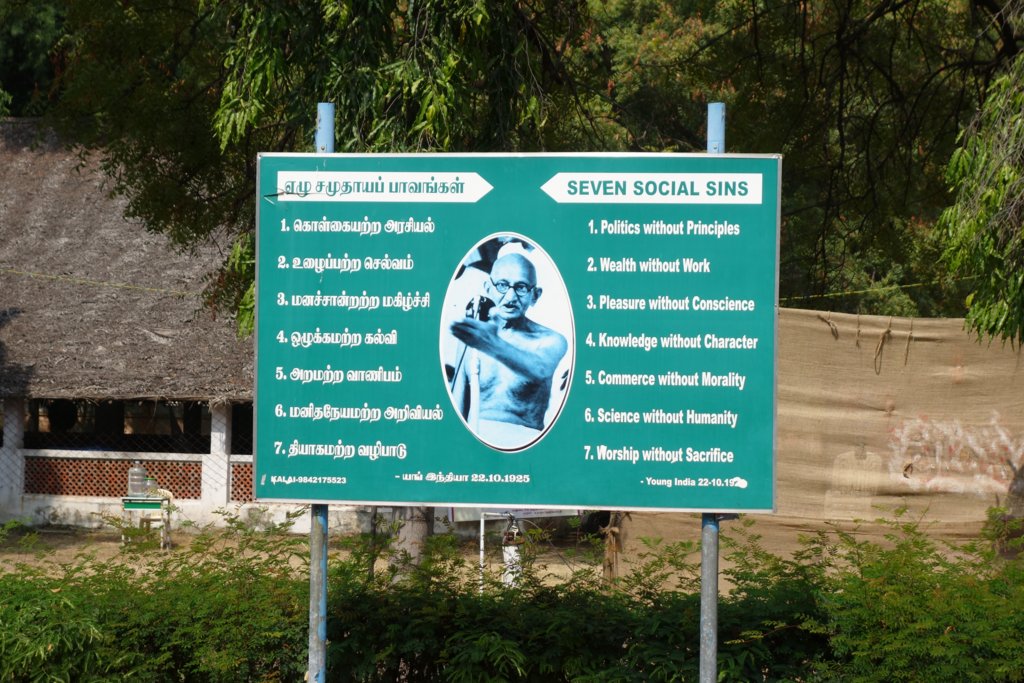 ஏழு சமுதாயப் பாவங்கள்
1. கொள்கையற்ற அரசியல்
2. உழைப்பற்ற செல்வம்
3. மனச்சான்றற்ற மகிழ்ச்சி
4. ஒழுக்கமற்ற கல்வி
5. அறமற்ற வாணிபம்
6. மனிதநேயமற்ற அறிவியல்
7. தியாகமற்ற வழிபாடு
- யாங் இந்தியா 22.10.1925
KALAI-9842175523
SEVEN SOCIAL SINS
1. Politics without Principles
2. Wealth without Work
3. Pleasure without Conscience
4. Knowledge without Character
5. Commerce without Morality
6. Science without Humanity
7. Worship without Sacrifice
- Young India 22-10-192